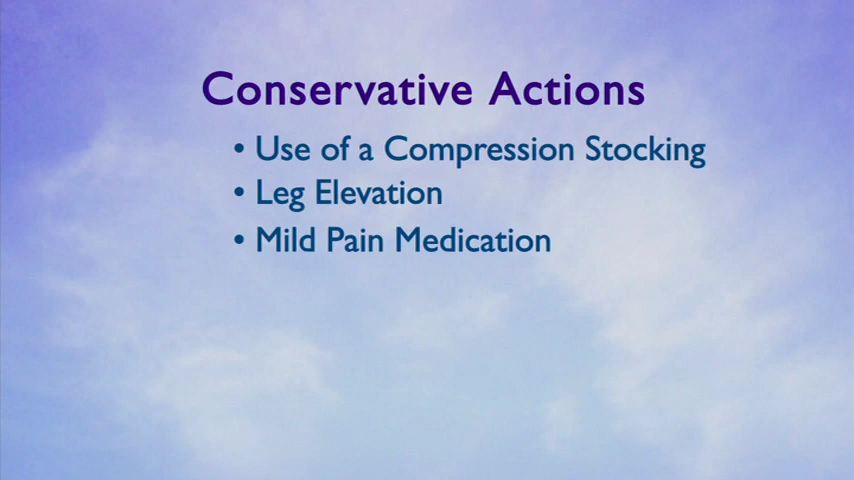 Conservative Actions
• Use of a Compression Stocking
• Leg Elevation
• Mild Pain Medication